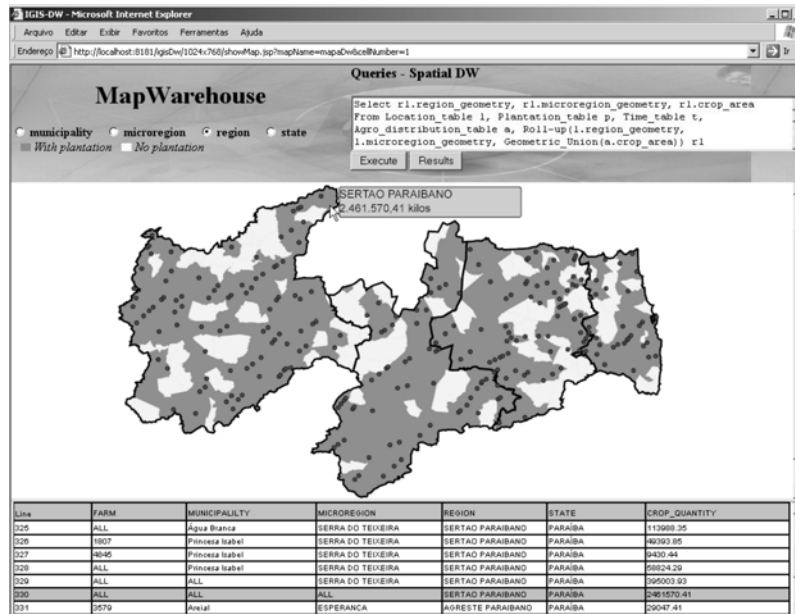 IGIS-DW - Microsoft Internet Explorer
Arquivo Editar Exibir Favoritos Ferramentas Ajuda
Endereço http://localhost:8181/igisDw/1024x768/showMap.jsp?mapName=mapaDw&cellNumber=1 Ir
Queries - Spatial DW
MapWarehouse
Select rl.region_geometry, rl.microregion_geometry, rl.crop_area
From Location_table l, Plantation_table p, Time_table t,
Agro_distribution_table a, Roll-up(l.region_geometry,
l.microregion_geometry, Geometric_Union(a.crop_area)) rl
municipality microregion region state
With plantation No plantation
Execute Results
SERTAO PARAIBANO
2.461.570,41 kilos
Line FARM MUNICIPALILTY MICROREGION REGION STATE CROP_QUANTITY
325 ALL Água Branca SERRA DO TEIXEIRA SERTAO PARAIBANO PARAÍBA 113988.35
326 1807 Princesa Isabel SERRA DO TEIXEIRA SERTAO PARAIBANO PARAÍBA 49393.85
327 4845 Princesa Isabel SERRA DO TEIXEIRA SERTAO PARAIBANO PARAÍBA 9430.44
328 ALL Princesa Isabel SERRA DO TEIXEIRA SERTAO PARAIBANO PARAÍBA 58824.29
329 ALL ALL SERRA DO TEIXEIRA SERTAO PARAIBANO PARAÍBA 395003.93
330 ALL ALL ALL SERTAO PARAIBANO PARAÍBA 2461570.41
331 3579 Areial ESPERANCA AGRESTE PARAIBANO PARAÍBA 29047.41